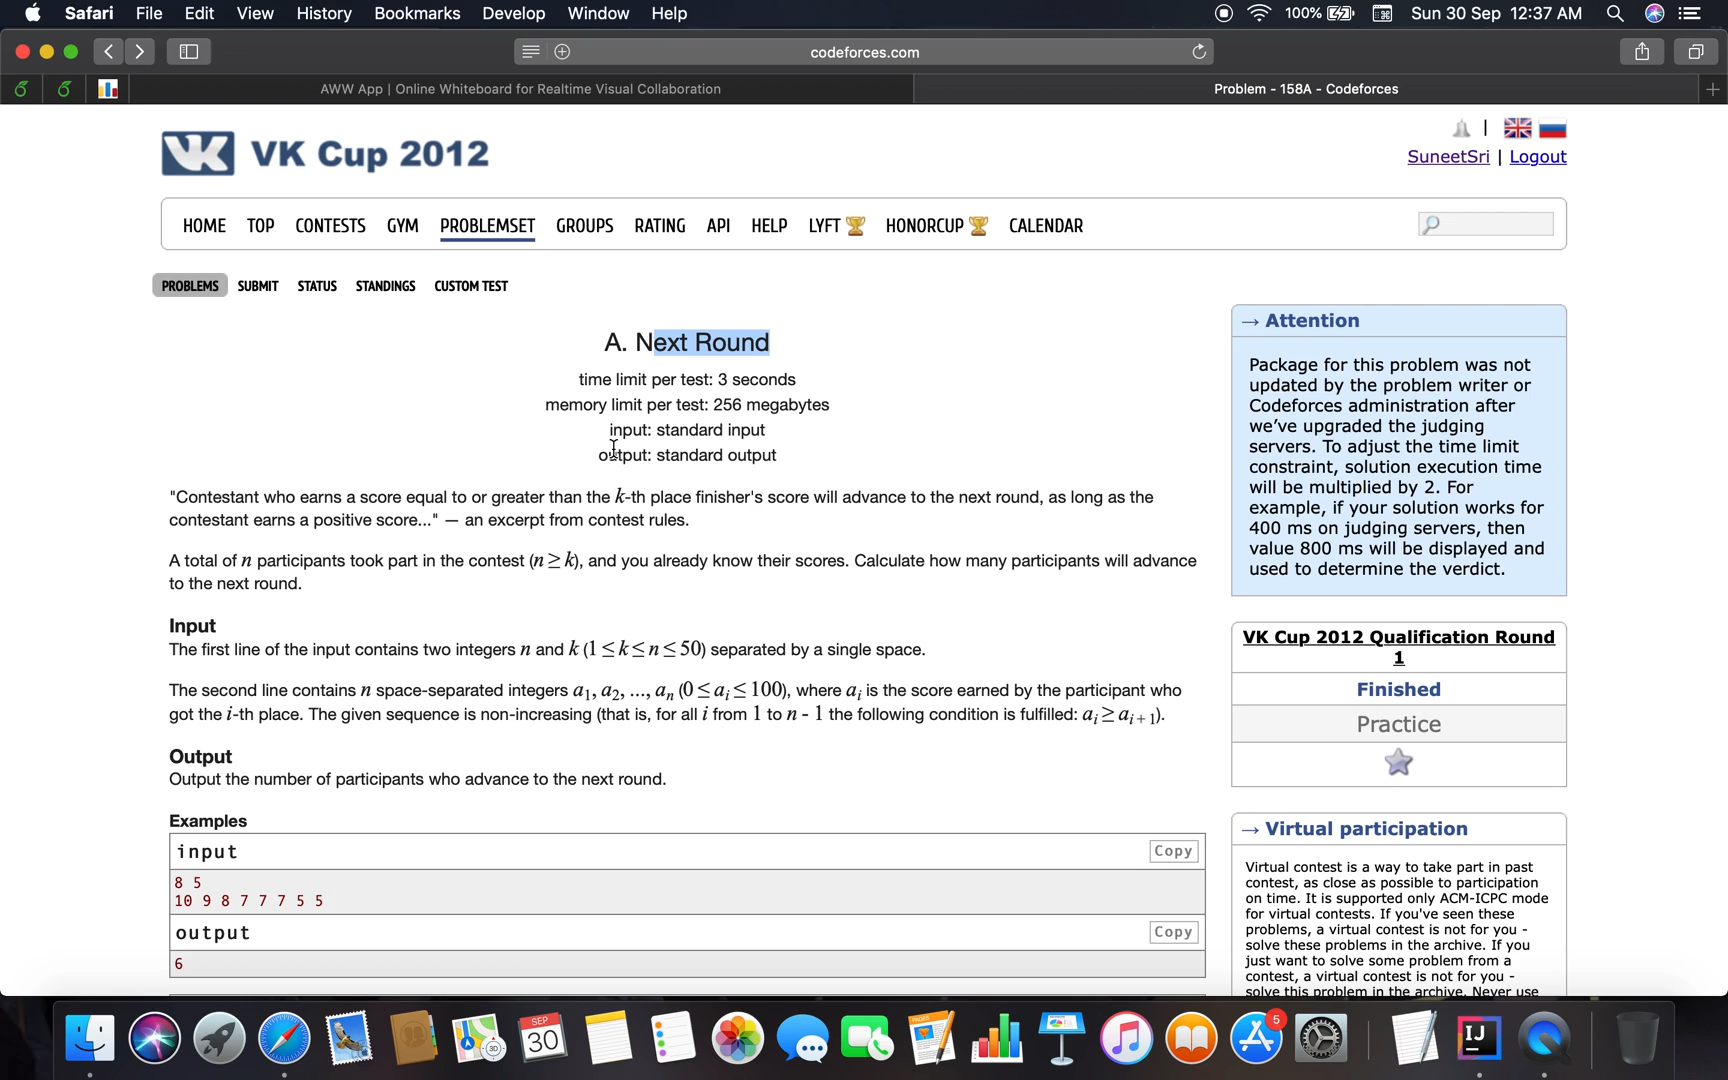 Safari File Edit View History Bookmarks Develop Window Help 100% Sun 30 Sep 12:37 AM
codeforces.com
AWW App | Online Whiteboard for Realtime Visual Collaboration
Problem - 158A - Codeforces
VK Cup 2012
|
SuneetSri | Logout
HOME TOP CONTESTS GYM PROBLEMSET GROUPS RATING API HELP LYFT HONORCUP CALENDAR
PROBLEMS SUBMIT STATUS STANDINGS CUSTOM TEST
A. Next Round
time limit per test: 3 seconds
memory limit per test: 256 megabytes
input: standard input
output: standard output
"Contestant who earns a score equal to or greater than the k-th place finisher's score will advance to the next round, as long as the
contestant earns a positive score..." — an excerpt from contest rules.
A total of n participants took part in the contest (n ≥ k), and you already know their scores. Calculate how many participants will advance
to the next round.
Input
The first line of the input contains two integers n and k (1 ≤ k ≤ n ≤ 50) separated by a single space.
The second line contains n space-separated integers a1, a2, ..., an (0 ≤ ai ≤ 100), where ai is the score earned by the participant who
got the i-th place. The given sequence is non-increasing (that is, for all i from 1 to n - 1 the following condition is fulfilled: ai ≥ ai + 1).
Output
Output the number of participants who advance to the next round.
Examples
input Copy
8 5
10 9 8 7 7 7 5 5
output Copy
6
→ Attention
Package for this problem was not
updated by the problem writer or
Codeforces administration after
we've upgraded the judging
servers. To adjust the time limit
constraint, solution execution time
will be multiplied by 2. For
example, if your solution works for
400 ms on judging servers, then
value 800 ms will be displayed and
used to determine the verdict.
VK Cup 2012 Qualification Round
1
Finished
Practice
→ Virtual participation
Virtual contest is a way to take part in past
contest, as close as possible to participation
on time. It is supported only ACM-ICPC mode
for virtual contests. If you've seen these
problems, a virtual contest is not for you -
solve these problems in the archive. If you
just want to solve some problem from a
contest, a virtual contest is not for you -
solve this problem in the archive. Never use
3D
SEP
30
PAGES
5
IJ